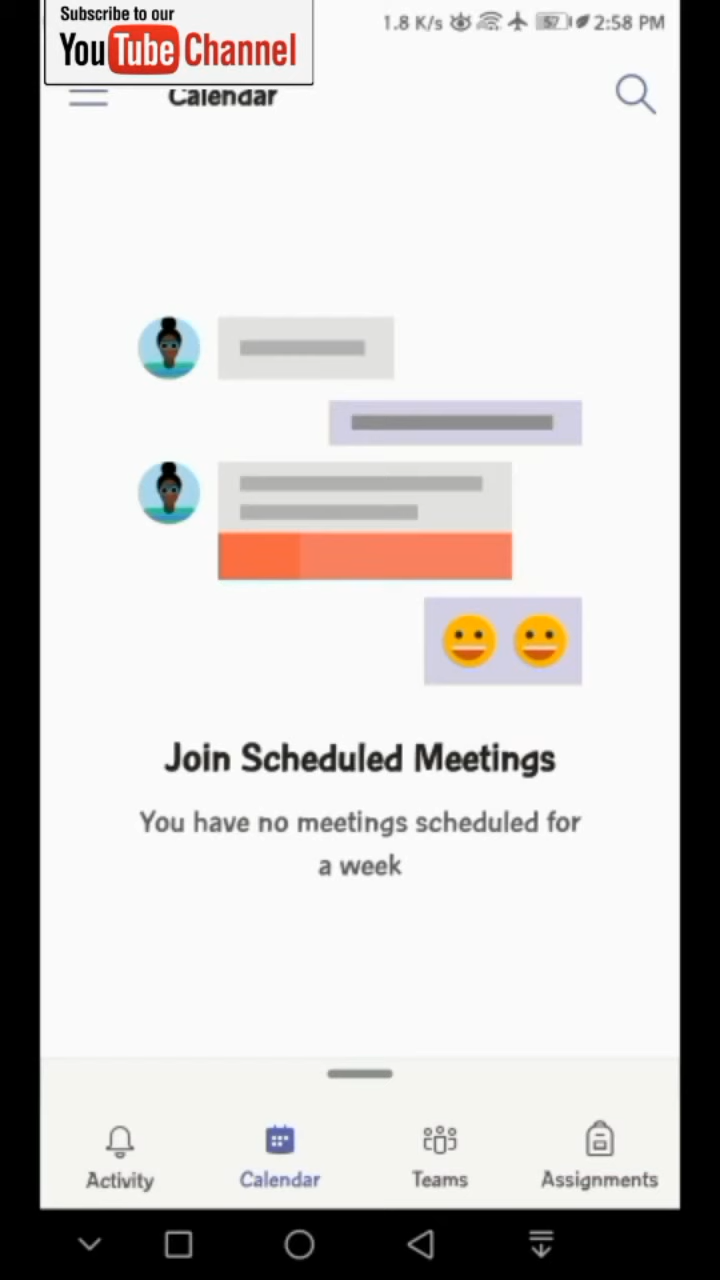 Subscribe to our
YouTube Channel
1.8 K/s 57 2:58 PM
Calendar
Join Scheduled Meetings
You have no meetings scheduled for
a week
Activity Calendar Teams Assignments